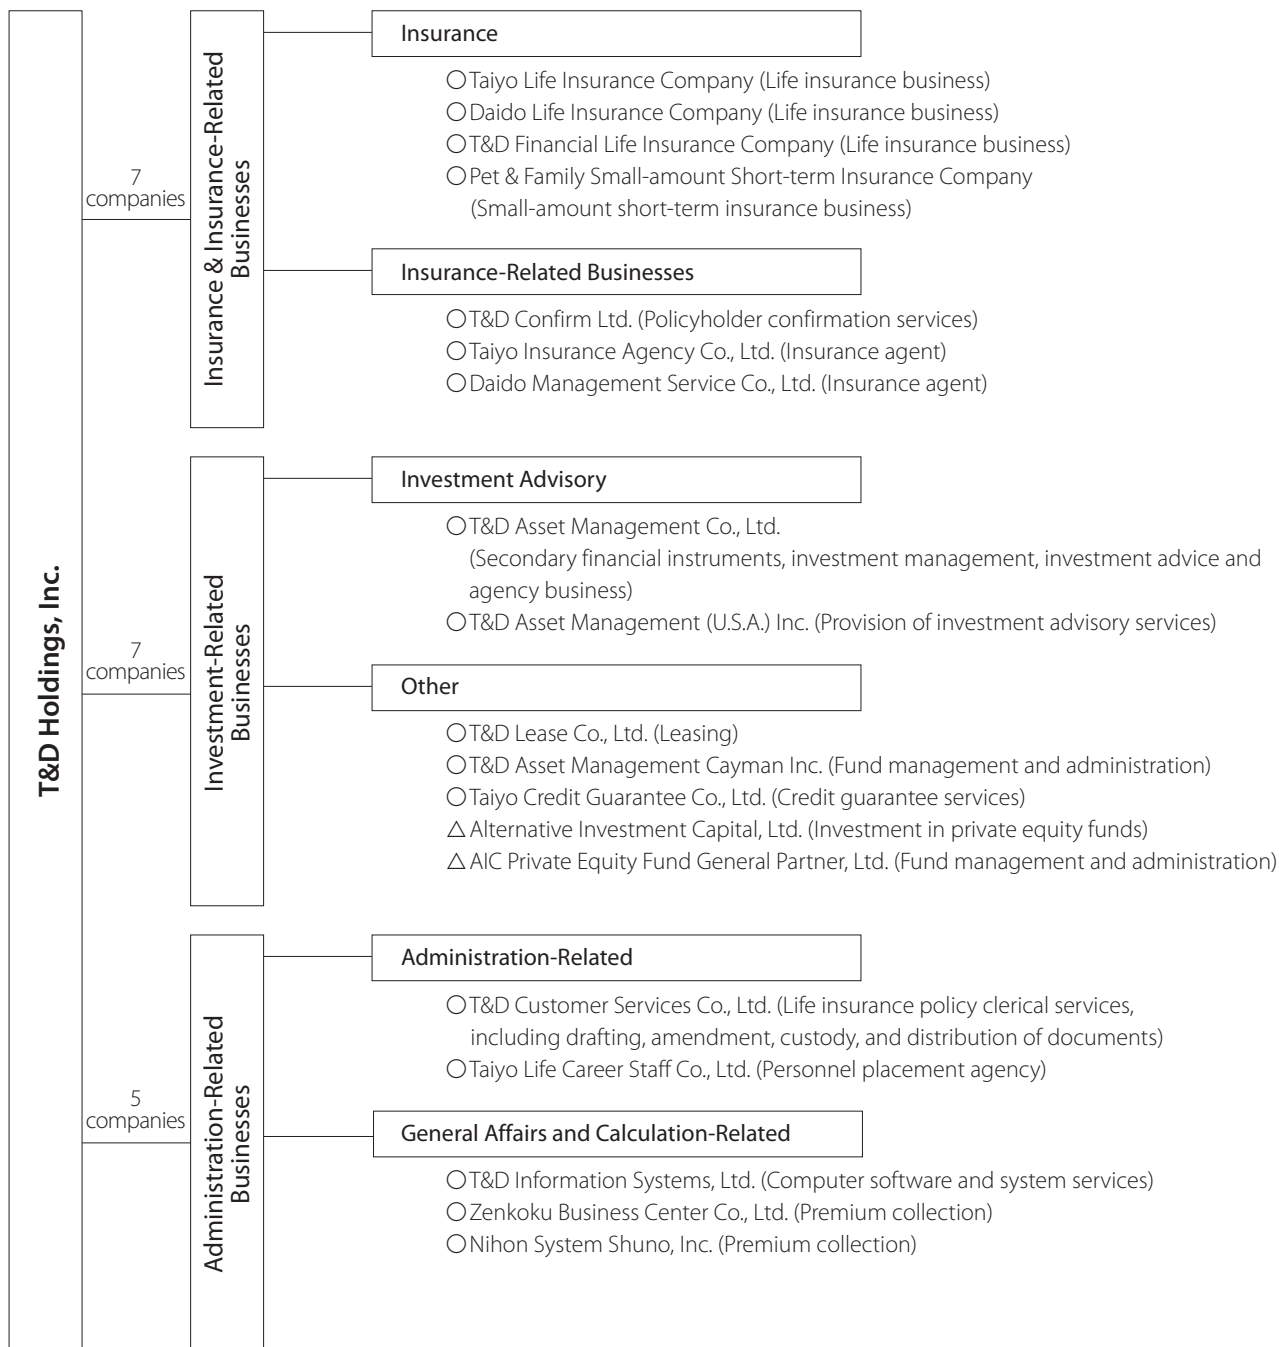 T&D Holdings, Inc.
7
companies
Insurance & Insurance-Related
Businesses
Insurance
○Taiyo Life Insurance Company (Life insurance business)
○Daido Life Insurance Company (Life insurance business)
○T&D Financial Life Insurance Company (Life insurance business)
○Pet & Family Small-amount Short-term Insurance Company
(Small-amount short-term insurance business)
Insurance-Related Businesses
○T&D Confirm Ltd. (Policyholder confirmation services)
○Taiyo Insurance Agency Co., Ltd. (Insurance agent)
○Daido Management Service Co., Ltd. (Insurance agent)
7
companies
Investment-Related
Businesses
Investment Advisory
○T&D Asset Management Co., Ltd.
(Secondary financial instruments, investment management, investment advice and
agency business)
○T&D Asset Management (U.S.A.) Inc. (Provision of investment advisory services)
Other
○T&D Lease Co., Ltd. (Leasing)
○T&D Asset Management Cayman Inc. (Fund management and administration)
○Taiyo Credit Guarantee Co., Ltd. (Credit guarantee services)
△Alternative Investment Capital, Ltd. (Investment in private equity funds)
△AIC Private Equity Fund General Partner, Ltd. (Fund management and administration)
5
companies
Administration-Related
Businesses
Administration-Related
○T&D Customer Services Co., Ltd. (Life insurance policy clerical services,
including drafting, amendment, custody, and distribution of documents)
○Taiyo Life Career Staff Co., Ltd. (Personnel placement agency)
General Affairs and Calculation-Related
○T&D Information Systems, Ltd. (Computer software and system services)
○Zenkoku Business Center Co., Ltd. (Premium collection)
○Nihon System Shuno, Inc. (Premium collection)